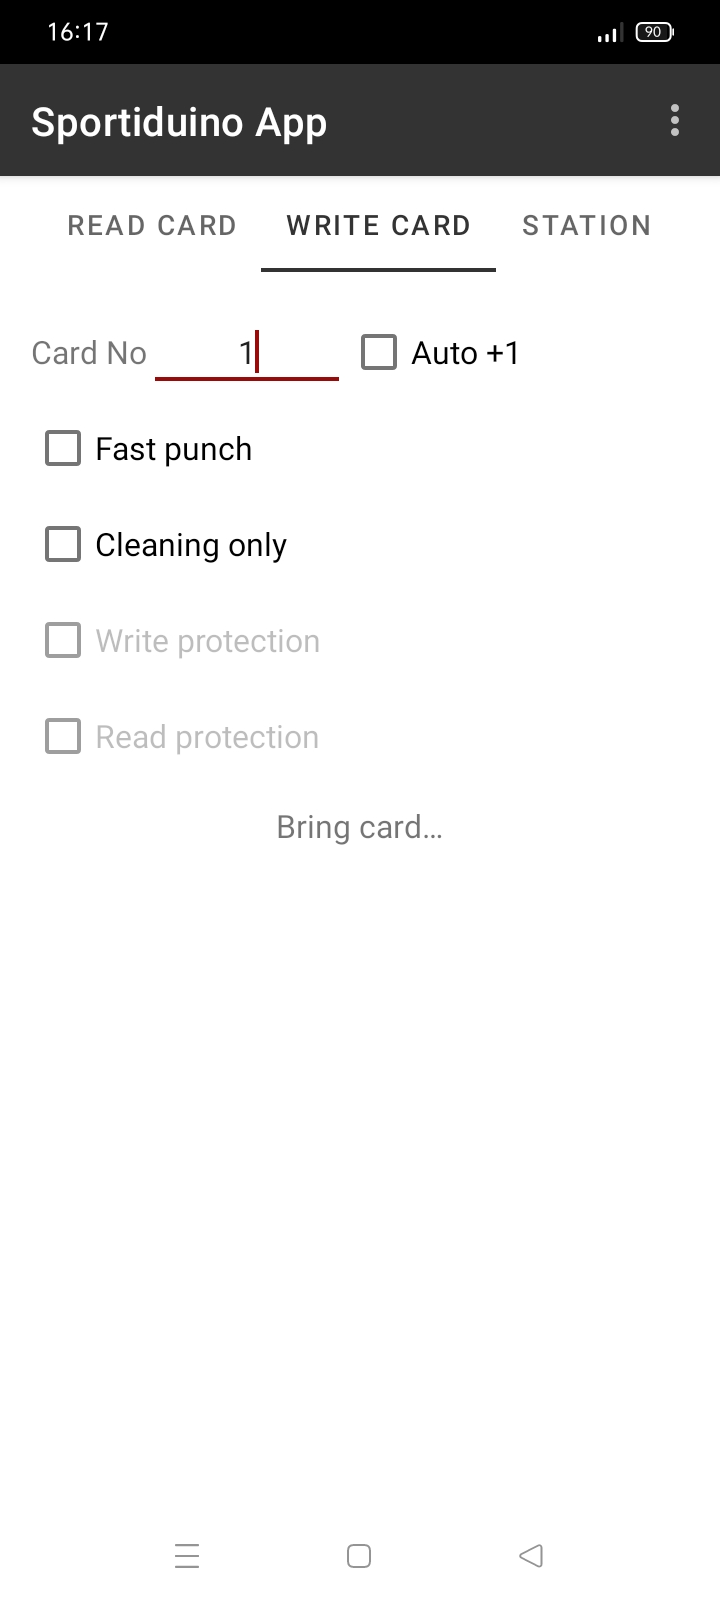 16:17
90
Sportiduino App
READ CARD WRITE CARD STATION
Card No 1 Auto +1
Fast punch
Cleaning only
Write protection
Read protection
Bring card…